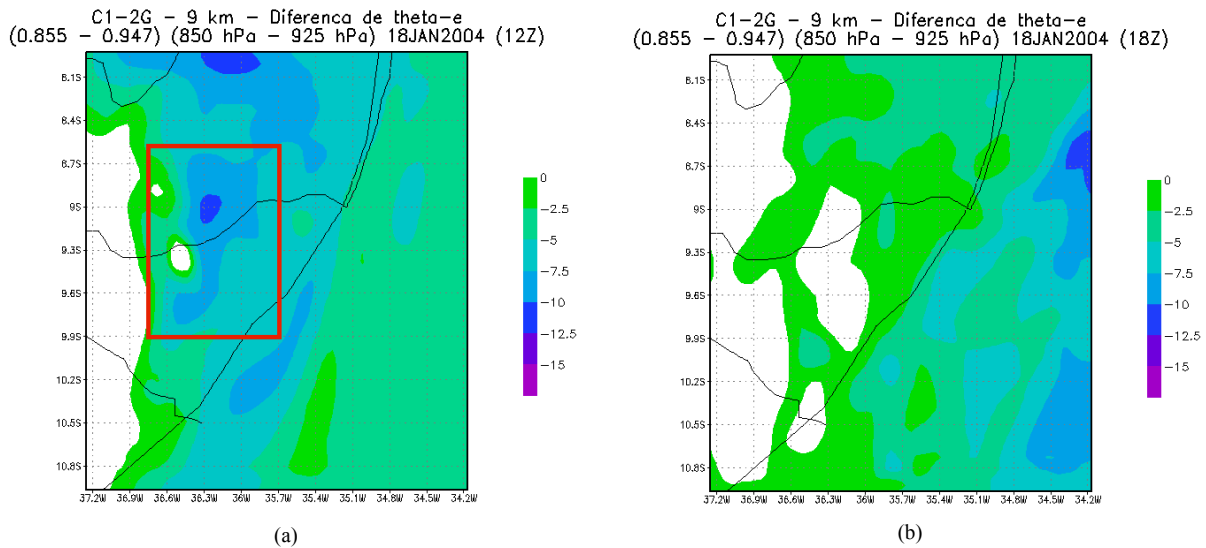 C1-2G - 9 km - Diferenca de theta-e
(0.855 - 0.947) (850 hPa - 925 hPa) 18JAN2004 (12Z)
8.1S
8.4S
8.7S
9S
9.3S
9.6S
9.9S
10.2S
10.5S
10.8S
37.2W 36.9W 36.6W 36.3W 36W 35.7W 35.4W 35.1W 34.8W 34.5W 34.2W
0
-2.5
-5
-7.5
-10
-12.5
-15
(a)
C1-2G - 9 km - Diferenca de theta-e
(0.855 - 0.947) (850 hPa - 925 hPa) 18JAN2004 (18Z)
8.1S
8.4S
8.7S
9S
9.3S
9.6S
9.9S
10.2S
10.5S
10.8S
37.2W 36.9W 36.6W 36.3W 36W 35.7W 35.4W 35.1W 34.8W 34.5W 34.2W
0
-2.5
-5
-7.5
-10
-12.5
-15
(b)